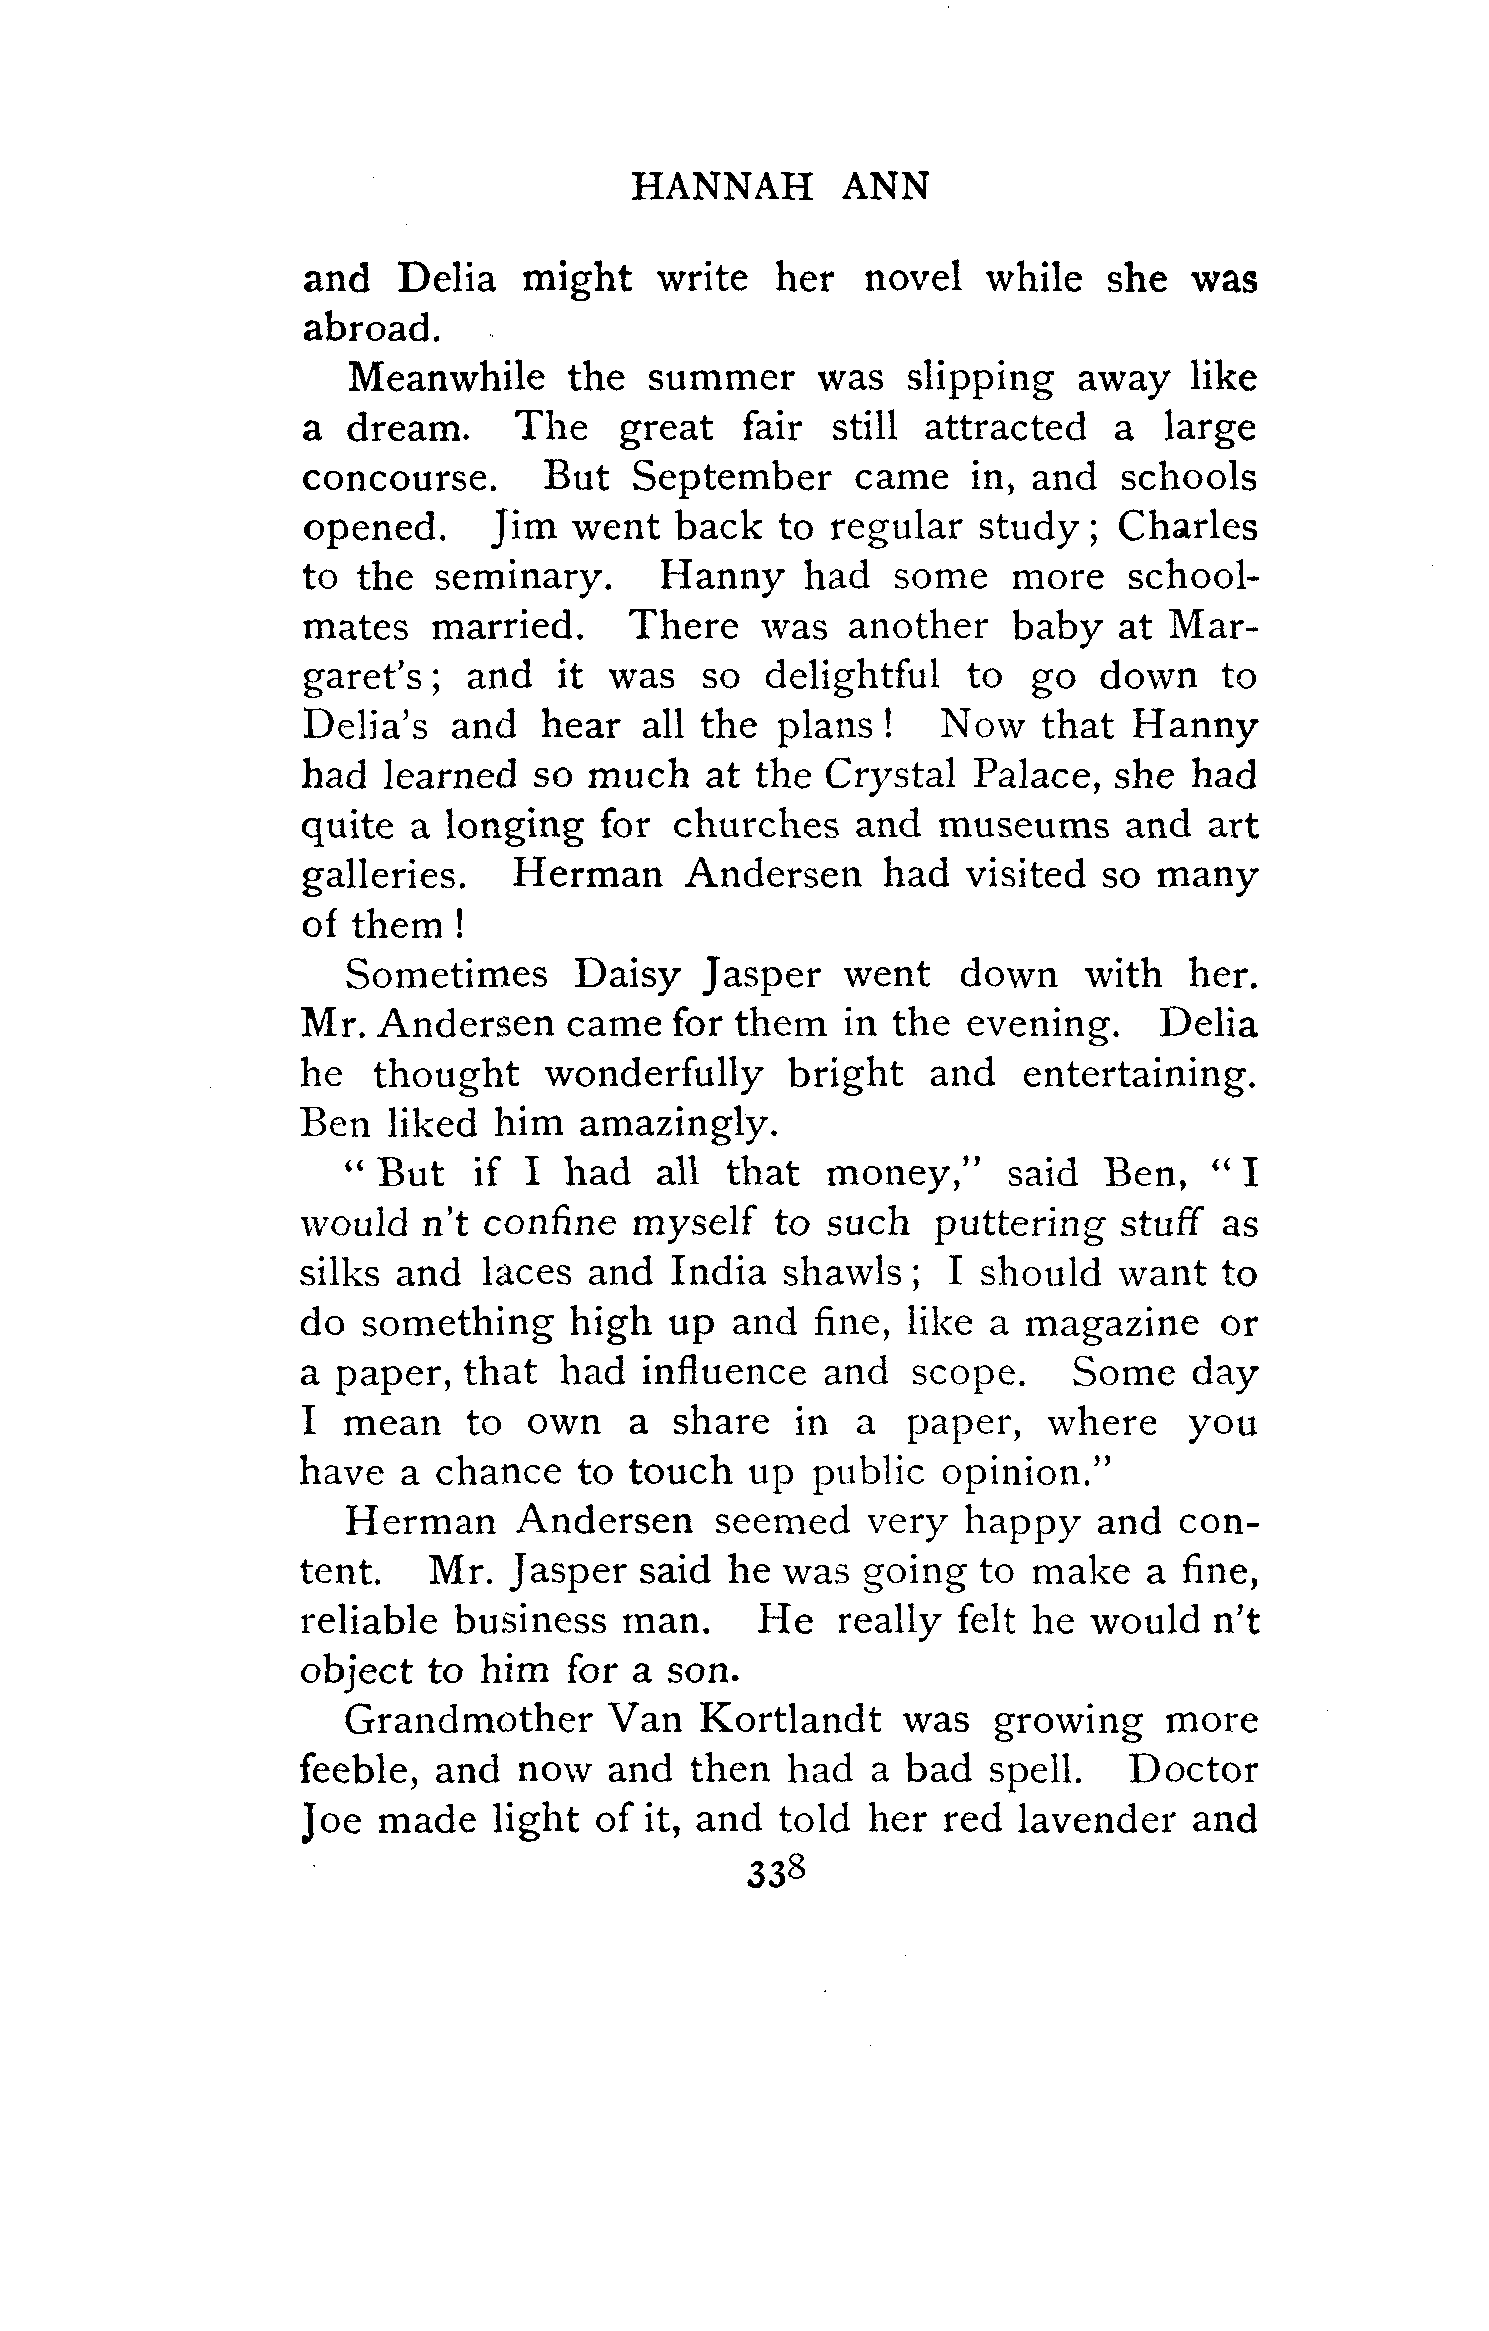 HANNAH ANN
and Delia might write her novel while she was
abroad.
Meanwhile the summer was slipping away like
a dream. The great fair still attracted a large
concourse. But September came in, and schools
opened. Jim went back to regular study; Charles
to the seminary. Hanny had some more school-
mates married. There was another baby at Mar-
garet's; and it was so delightful to go down to
Delia's and hear all the plans! Now that Hanny
had learned so much at the Crystal Palace, she had
quite a longing for churches and museums and art
galleries. Herman Andersen had visited so many
of them!
Sometimes Daisy Jasper went down with her.
Mr. Andersen came for them in the evening. Delia
he thought wonderfully bright and entertaining.
Ben liked him amazingly.
"But if I had all that money," said Ben, "I
would n't confine myself to such puttering stuff as
silks and laces and India shawls; I should want to
do something high up and fine, like a magazine or
a paper, that had influence and scope. Some day
I mean to own a share in a paper, where you
have a chance to touch up public opinion."
Herman Andersen seemed very happy and con-
tent. Mr. Jasper said he was going to make a fine,
reliable business man. He really felt he would n't
object to him for a son.
Grandmother Van Kortlandt was growing more
feeble, and now and then had a bad spell. Doctor
Joe made light of it, and told her red lavender and
338